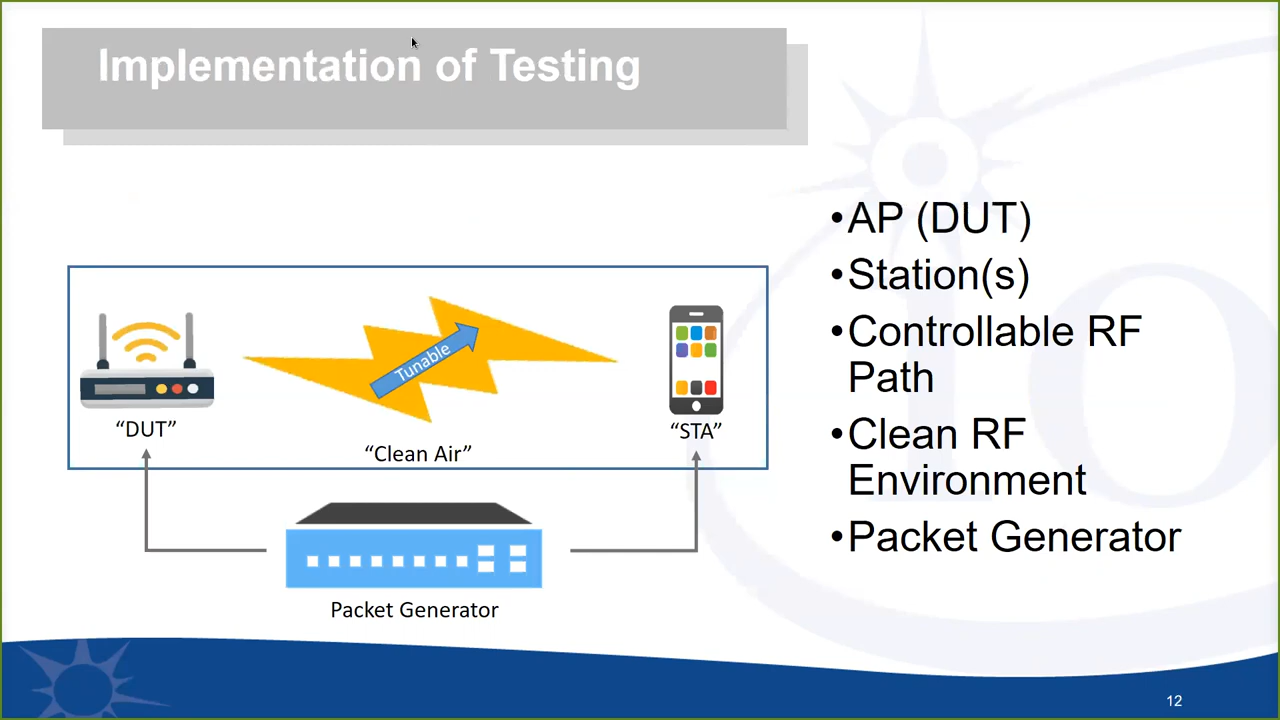 Implementation of Testing
•AP (DUT)
•Station(s)
•Controllable RF
Path
•Clean RF
Environment
•Packet Generator
Tunable
“DUT”
“Clean Air”
“STA”
Packet Generator
12